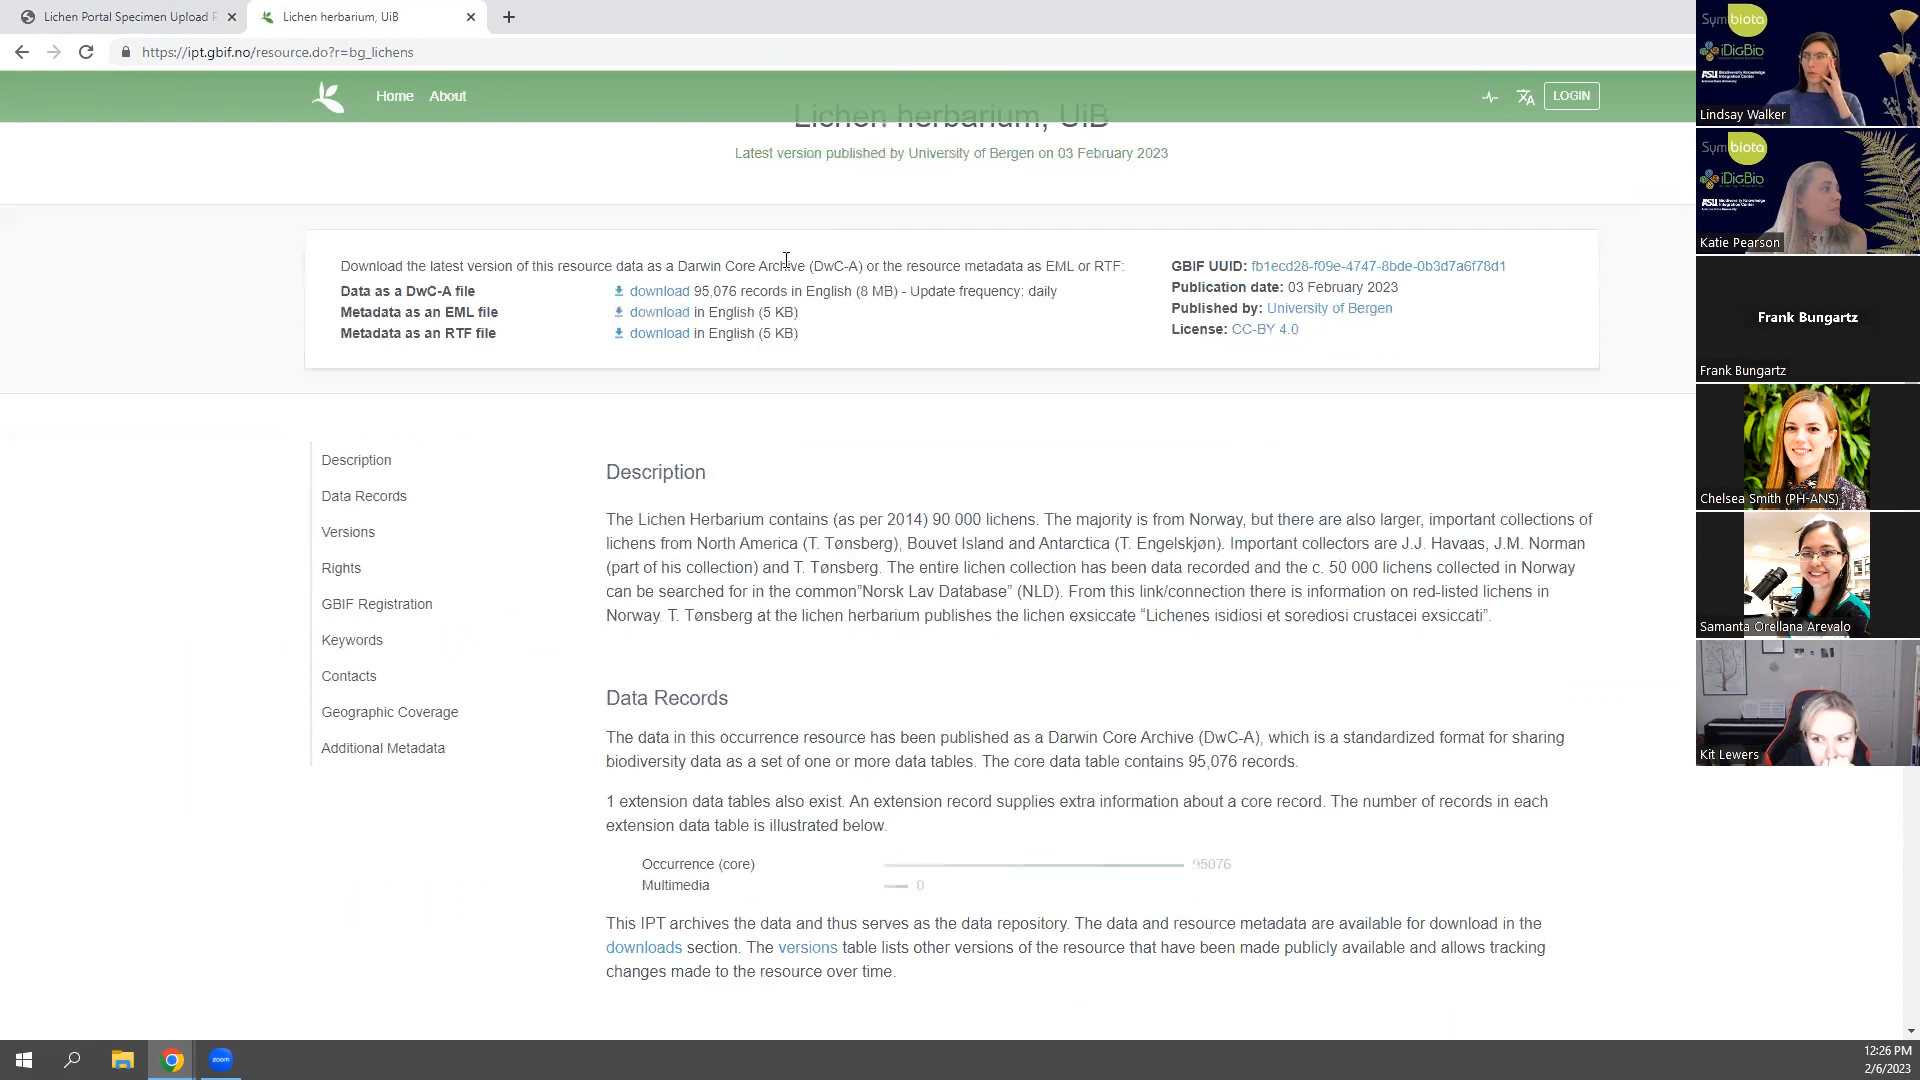 Lichen Portal Specimen Upload
Lichen herbarium, UiB
https://ipt.gbif.no/resource.do?r=bg_lichens
Home About
LOGIN
Lichen herbarium, UiB
Latest version published by University of Bergen on 03 February 2023
Download the latest version of this resource data as a Darwin Core Archive (DwC-A) or the resource metadata as EML or RTF:
Data as a DwC-A file download 95,076 records in English (8 MB) - Update frequency: daily
Metadata as an EML file download in English (5 KB)
Metadata as an RTF file download in English (5 KB)
GBIF UUID: fb1ecd28-f09e-4747-8bde-0b3d7a6f78d1
Publication date: 03 February 2023
Published by: University of Bergen
License: CC-BY 4.0
Description
Data Records
Versions
Rights
GBIF Registration
Keywords
Contacts
Geographic Coverage
Additional Metadata
Description
The Lichen Herbarium contains (as per 2014) 90 000 lichens. The majority is from Norway, but there are also larger, important collections of
lichens from North America (T. Tønsberg), Bouvet Island and Antarctica (T. Engelskjøn). Important collectors are J.J. Havaas, J.M. Norman
(part of his collection) and T. Tønsberg. The entire lichen collection has been data recorded and the c. 50 000 lichens collected in Norway
can be searched for in the common”Norsk Lav Database” (NLD). From this link/connection there is information on red-listed lichens in
Norway. T. Tønsberg at the lichen herbarium publishes the lichen exsiccate “Lichenes isidiosi et sorediosi crustacei exsiccati”.
Data Records
The data in this occurrence resource has been published as a Darwin Core Archive (DwC-A), which is a standardized format for sharing
biodiversity data as a set of one or more data tables. The core data table contains 95,076 records.
1 extension data tables also exist. An extension record supplies extra information about a core record. The number of records in each
extension data table is illustrated below.
Occurrence (core) 95076
Multimedia 0
This IPT archives the data and thus serves as the data repository. The data and resource metadata are available for download in the
downloads section. The versions table lists other versions of the resource that have been made publicly available and allows tracking
changes made to the resource over time.
Symbiota
iDigBio
ASU Biodiversity Knowledge
Integration Center
Lindsay Walker
Symbiota
iDigBio
ASU Biodiversity Knowledge
Integration Center
Katie Pearson
Frank Bungartz
Frank Bungartz
Chelsea Smith (PH-ANS)
Samanta Orellana Arevalo
Kit Lewers
zoom
12:26 PM
2/6/2023